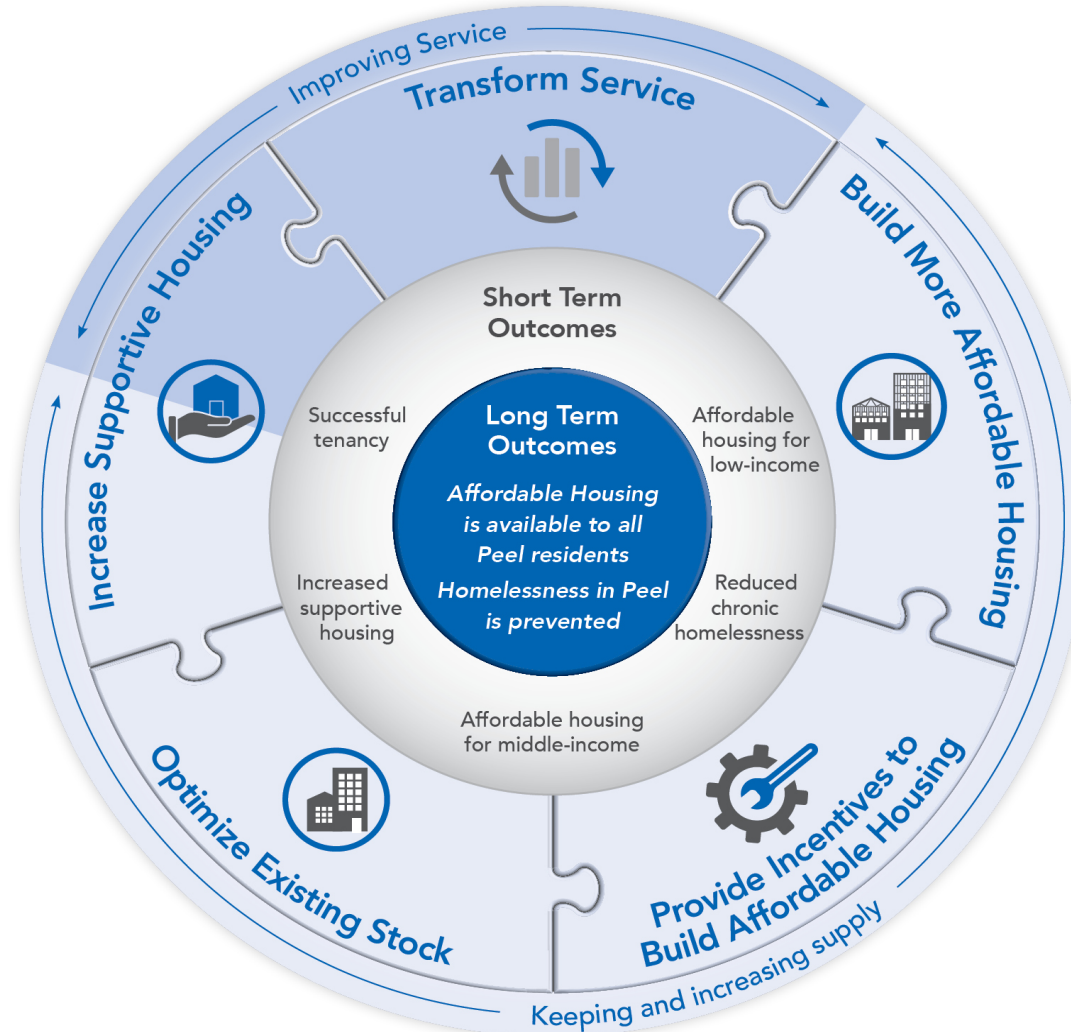 Improving Service
Transform Service
Build More Affordable Housing
Provide Incentives to
Build Affordable Housing
Keeping and increasing supply
Optimize Existing Stock
Increase Supportive Housing
Short Term
Outcomes
Successful
tenancy
Affordable
housing for
low-income
Increased
supportive
housing
Reduced
chronic
homelessness
Affordable housing
for middle-income
Long Term
Outcomes
Affordable Housing
is available to all
Peel residents
Homelessness in Peel
is prevented